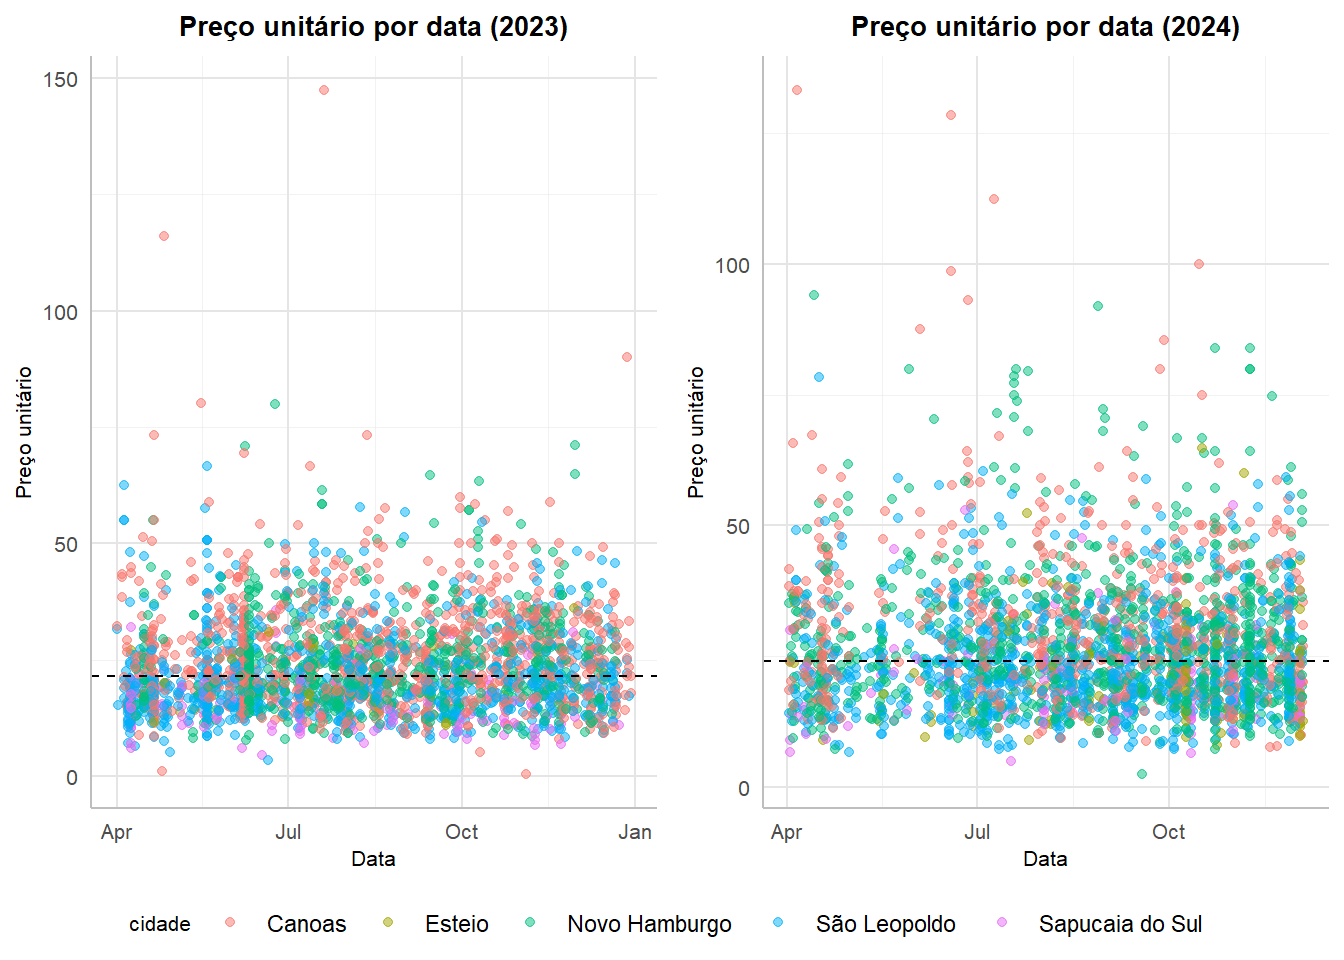 Preço unitário por data (2023)
Preço unitário
150
100
50
0
Apr Jul Oct Jan
Data
Preço unitário por data (2024)
Preço unitário
100
50
0
Apr Jul Oct
Data
cidade Canoas Esteio Novo Hamburgo São Leopoldo Sapucaia do Sul